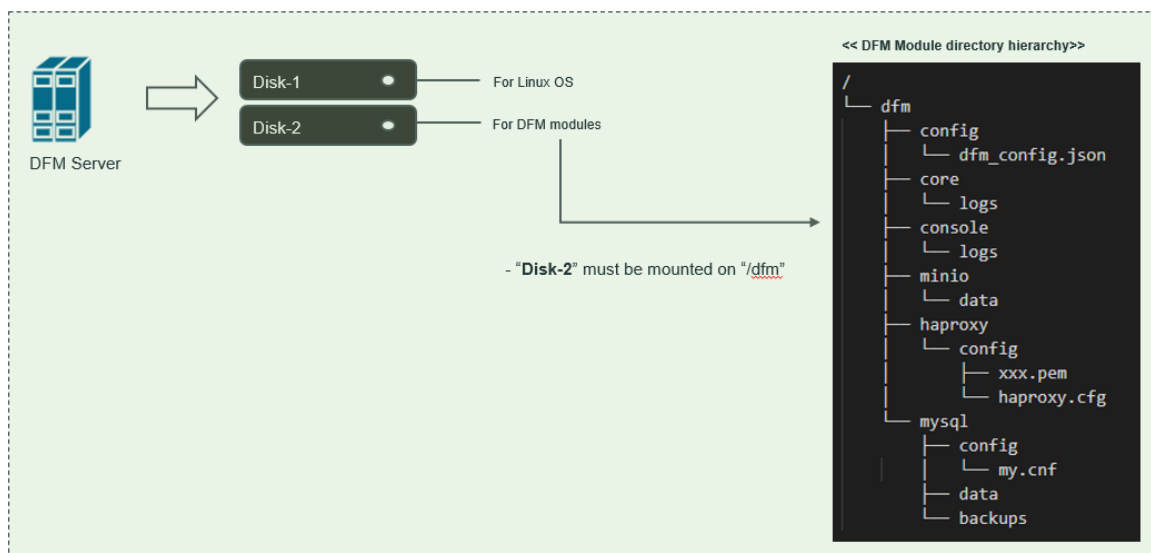 << DFM Module directory hierarchy>>
Disk-1
For Linux OS
Disk-2
For DFM modules
DFM Server
- “Disk-2” must be mounted on “/dfm”
/
└── dfm
├── config
│   └── dfm_config.json
├── core
│   └── logs
├── console
│   └── logs
├── minio
│   └── data
├── haproxy
│   └── config
│       ├── xxx.pem
│       └── haproxy.cfg
└── mysql
├── config
│   └── my.cnf
├── data
└── backups